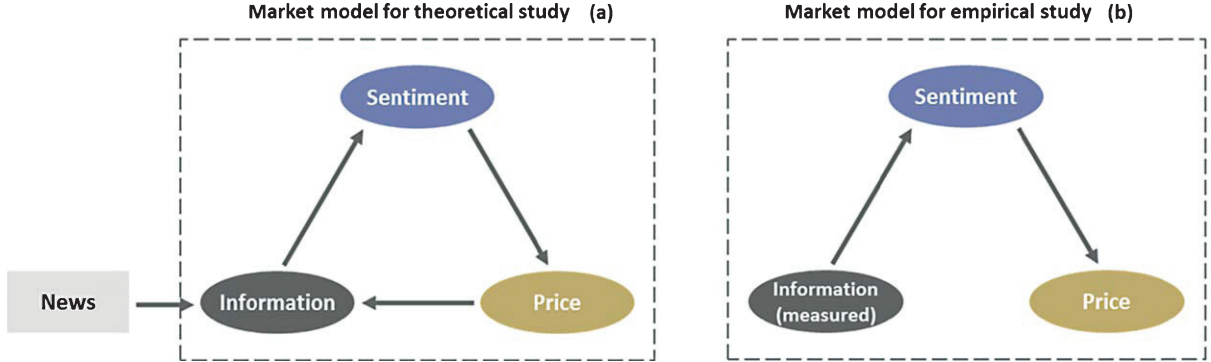 Market model for theoretical study (a)
Sentiment
News
Information
Price
Market model for empirical study (b)
Sentiment
Information
(measured)
Price